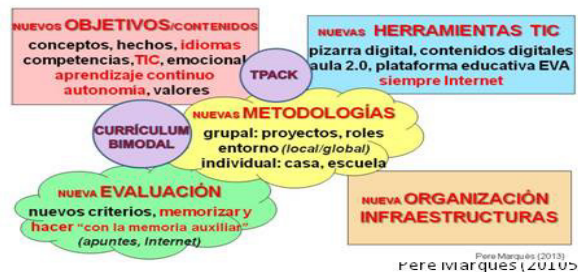 NUEVOS OBJETIVOS/CONTENIDOS
conceptos, hechos, idiomas
competencias,TIC, emocional
aprendizaje continuo
autonomía, valores
NUEVAS HERRAMIENTAS TIC
pizarra digital, contenidos digitales
aula 2.0, plataforma educativa EVA
siempre Internet
TPACK
CURRÍCULUM
BIMODAL
NUEVAS METODOLOGÍAS
grupal: proyectos, roles
entorno (local/global)
individual: casa, escuela
NUEVA EVALUACIÓN
nuevos criterios, memorizar y
hacer "con la memoria auxiliar"
(apuntes, Internet)
NUEVA ORGANIZACIÓN
INFRAESTRUCTURAS
Pere Marquès (2013)
Pere Marquès (20105